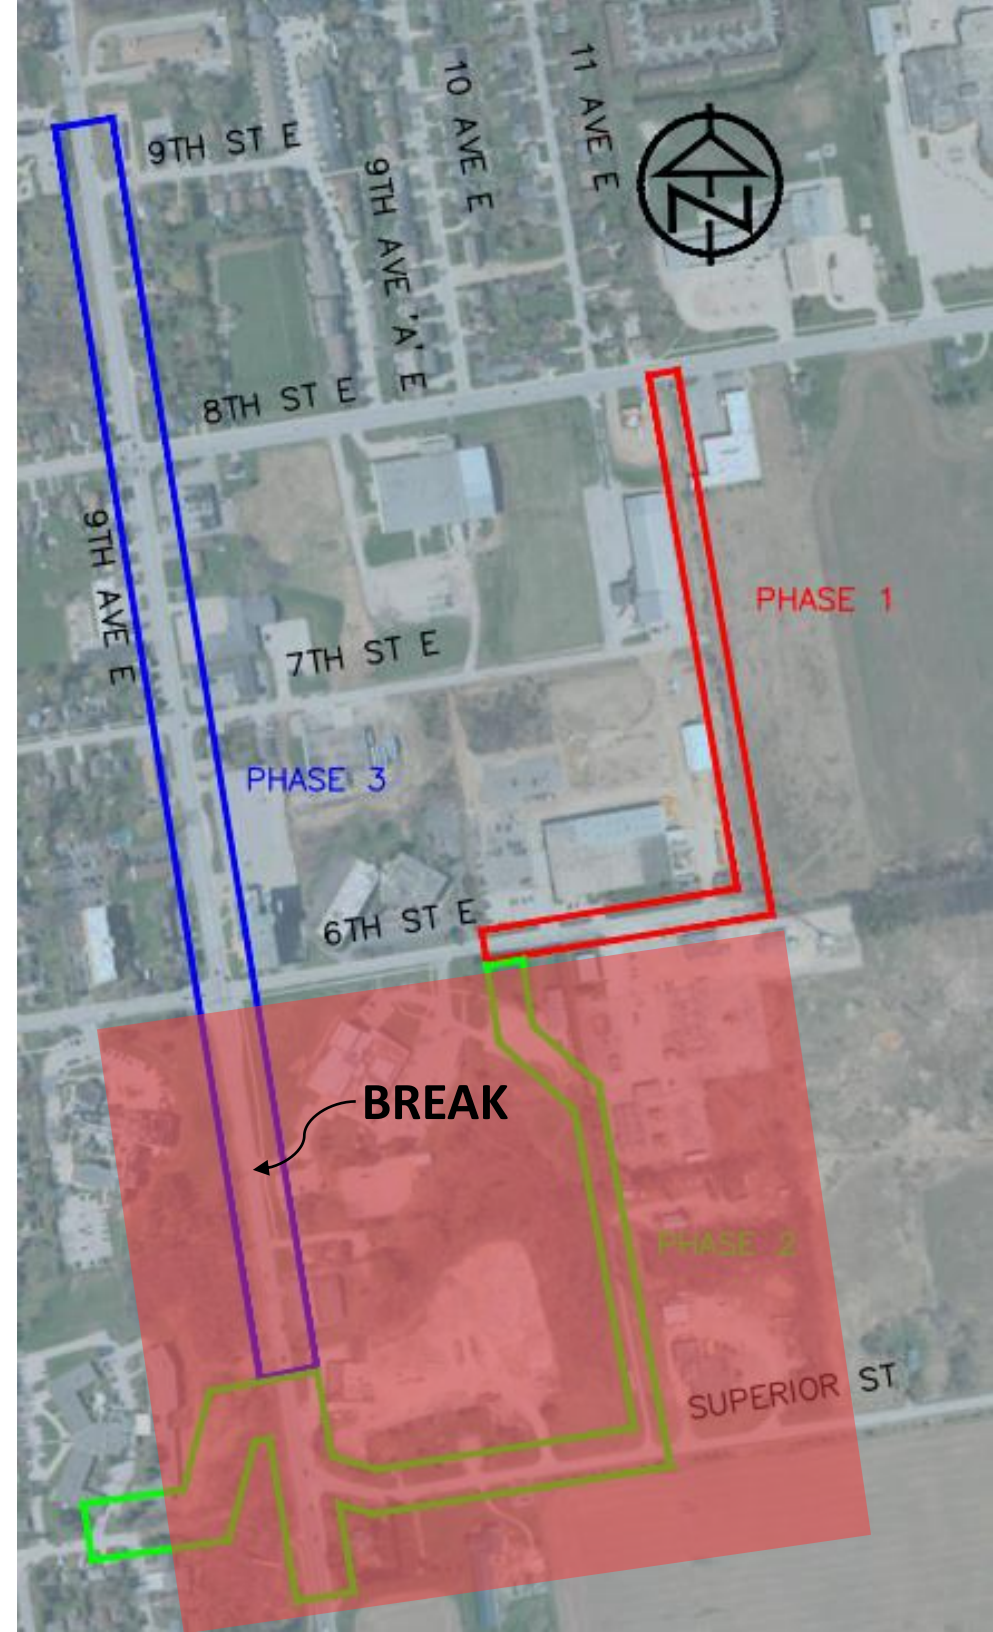 10 AVE E
11 AVE E
9TH ST E
9TH AVE 'A' E
N
8TH ST E
9TH AVE E
PHASE 1
7TH ST E
PHASE 3
6TH ST E
BREAK
PHASE 2
SUPERIOR ST